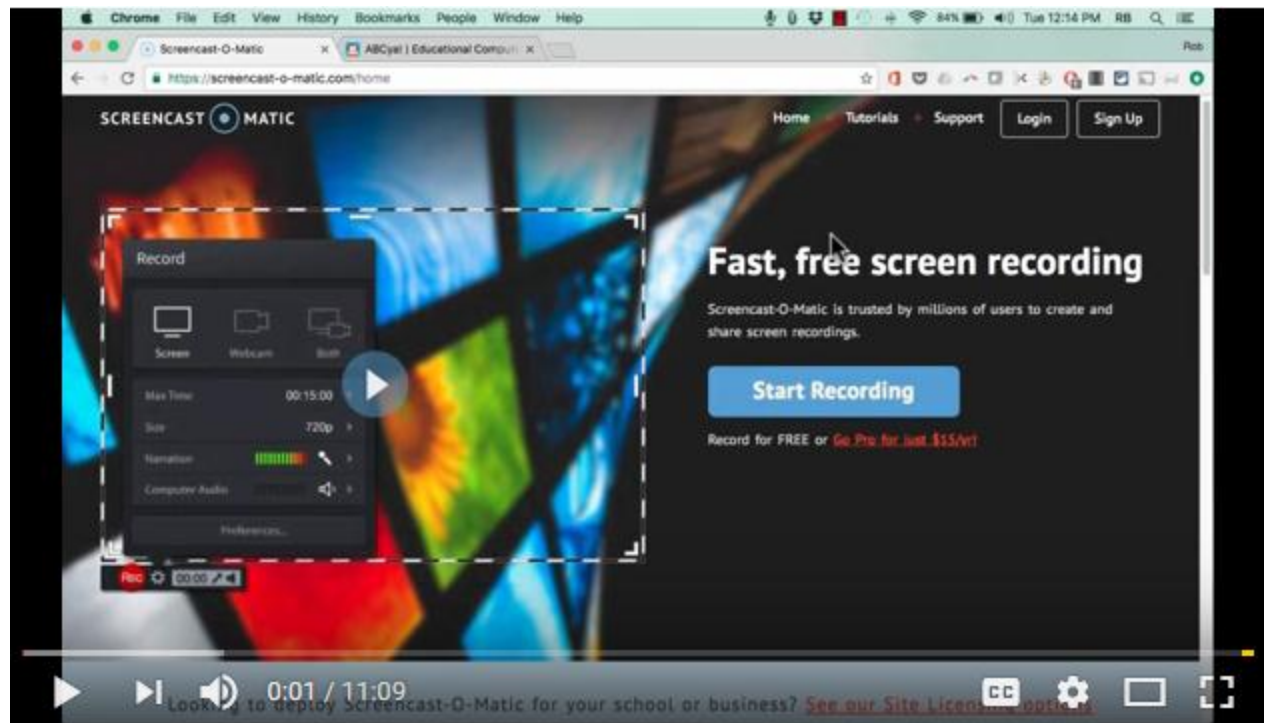 Chrome File Edit View History Bookmarks People Window Help 84% Tue 12:14 PM RB
Screencast-O-Matic × ABCya! | Educational Comput × Rob
https://screencast-o-matic.com/home
SCREENCAST O MATIC Home Tutorials Support Login Sign Up
Record
Screen Webcam Both
Max Time 00:15:00
Size 720p
Narration
Computer Audio
Preferences...
Rec 00:00
Fast, free screen recording
Screencast-O-Matic is trusted by millions of users to create and
share screen recordings.
Start Recording
Record for FREE or Go Pro for just $15/yr!
0:01 / 11:09 CC
Looking to deploy Screencast-O-Matic for your school or business? See our Site Licensing options